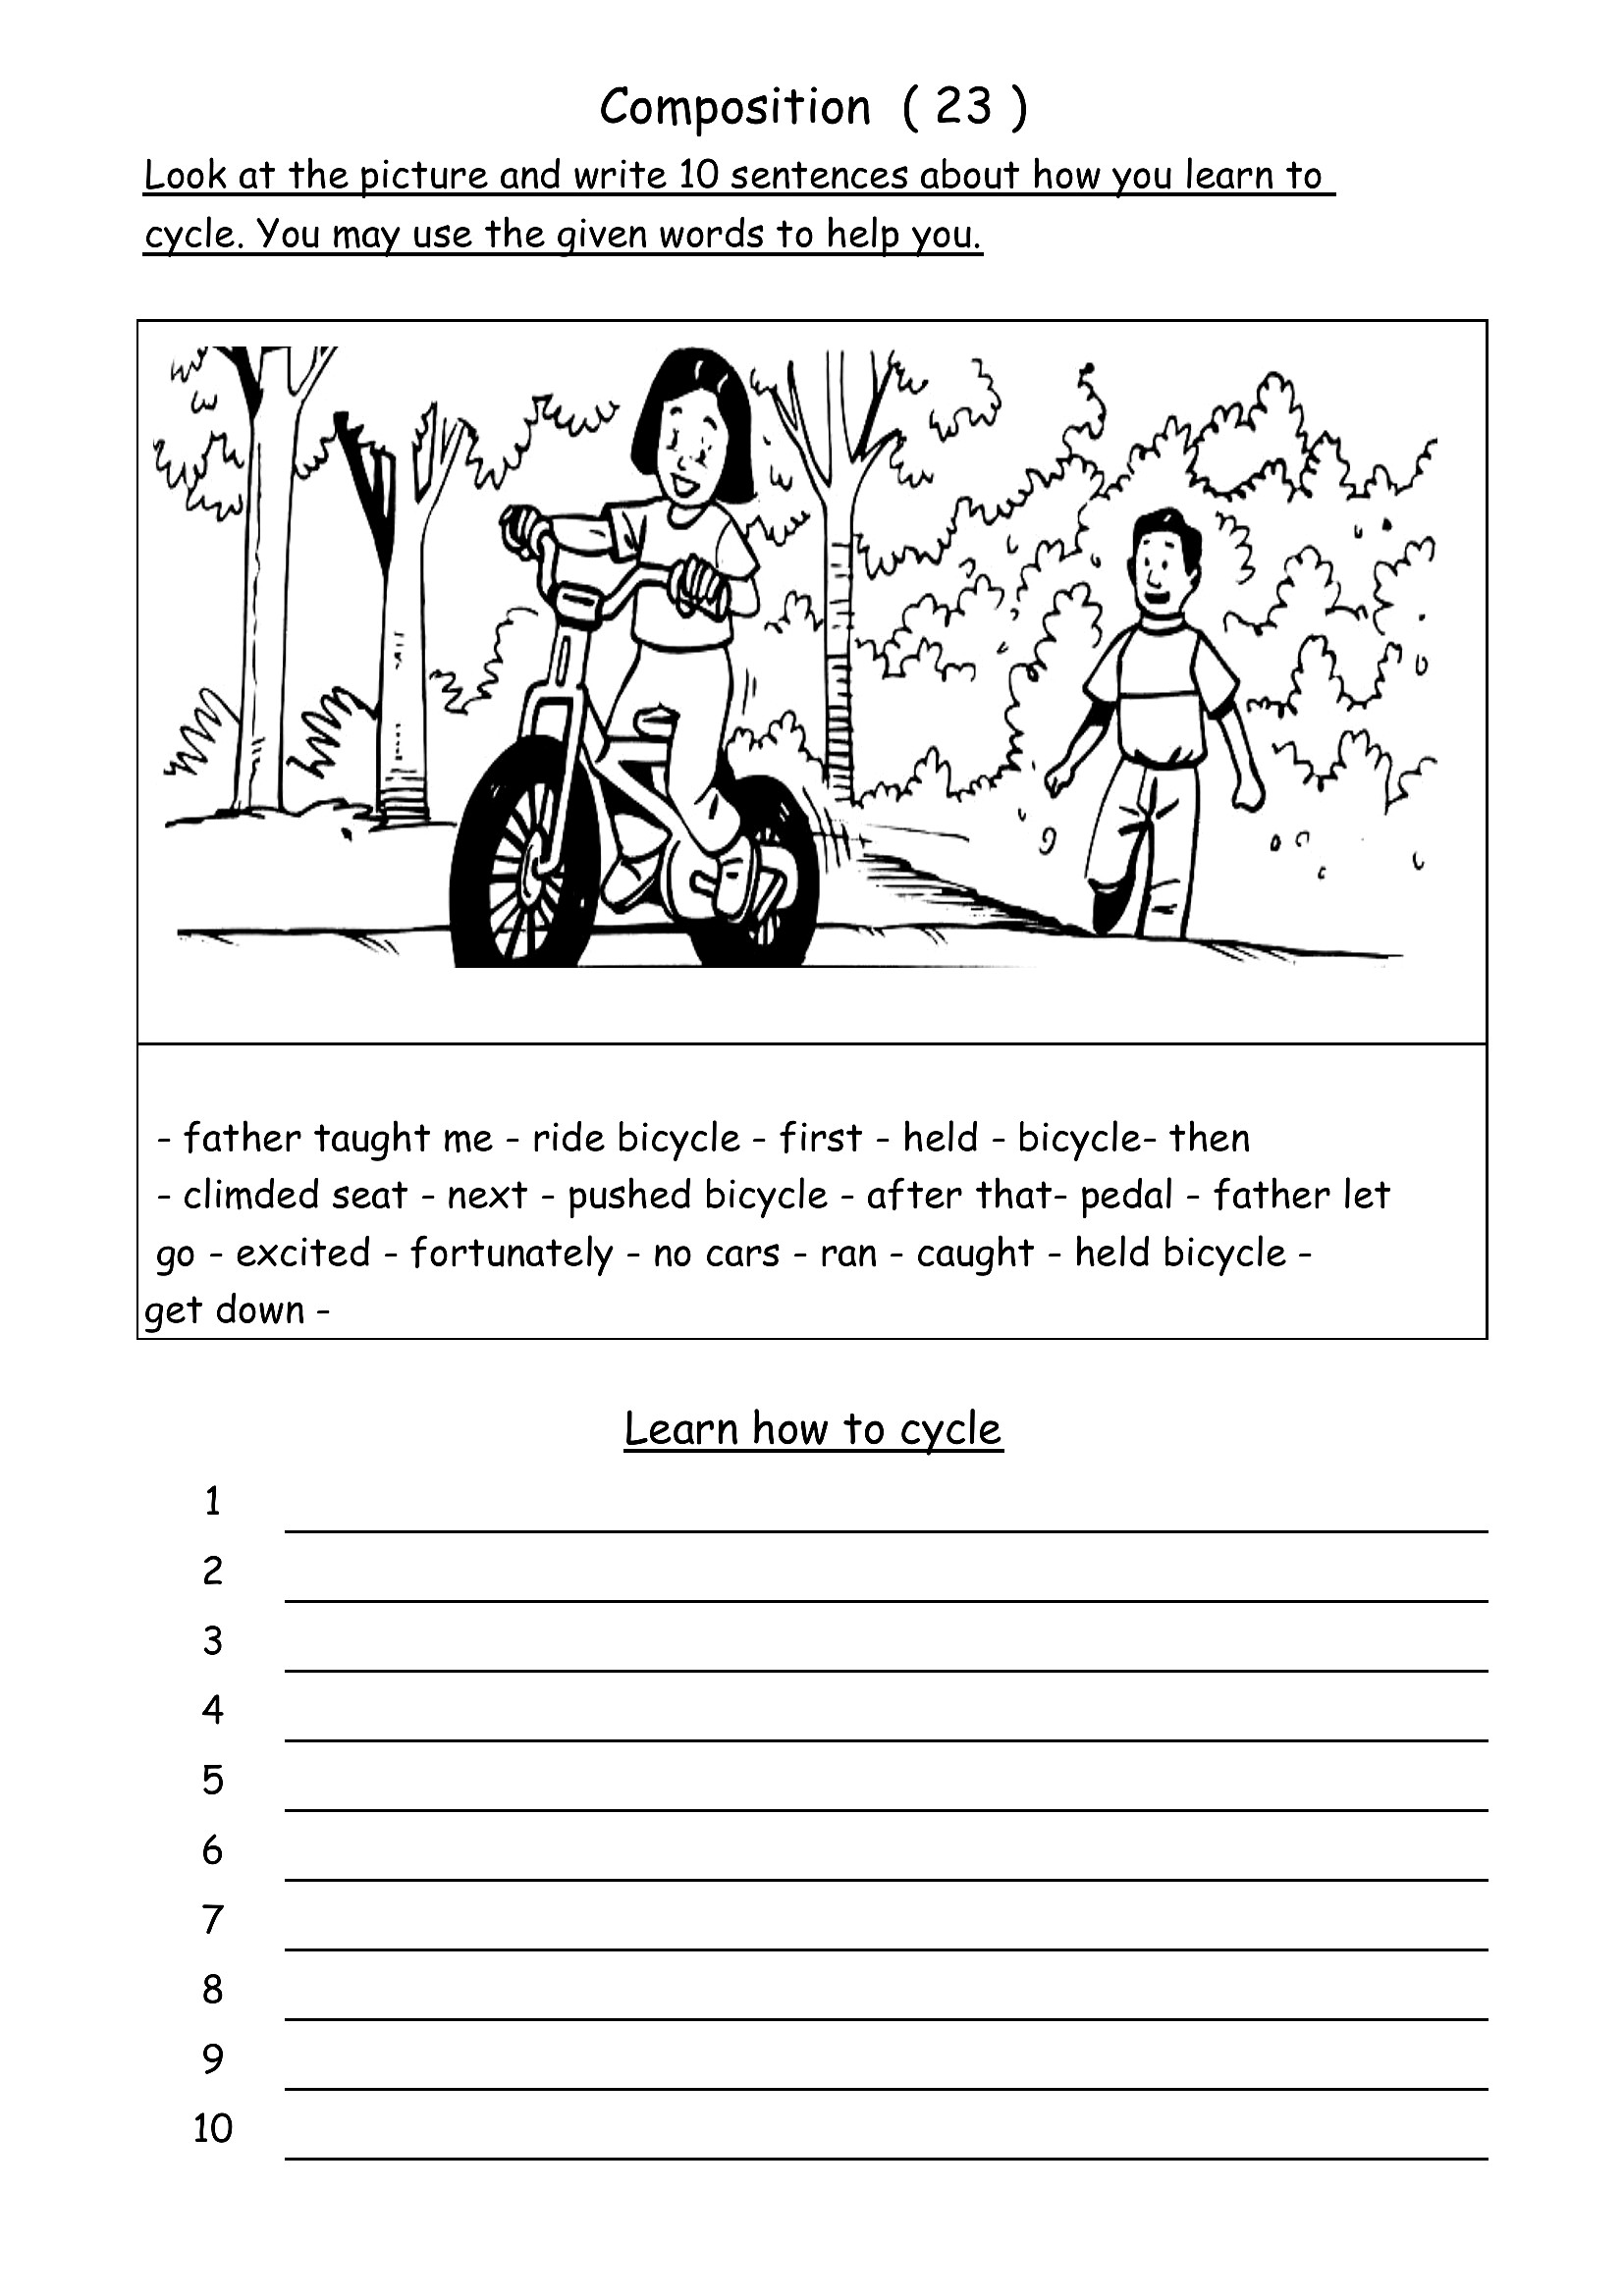 Composition ( 23 )
Look at the picture and write 10 sentences about how you learn to
cycle. You may use the given words to help you.
- father taught me - ride bicycle - first - held - bicycle- then
- climded seat - next - pushed bicycle - after that- pedal - father let
go - excited - fortunately - no cars - ran - caught - held bicycle -
get down -
Learn how to cycle
1
2
3
4
5
6
7
8
9
10